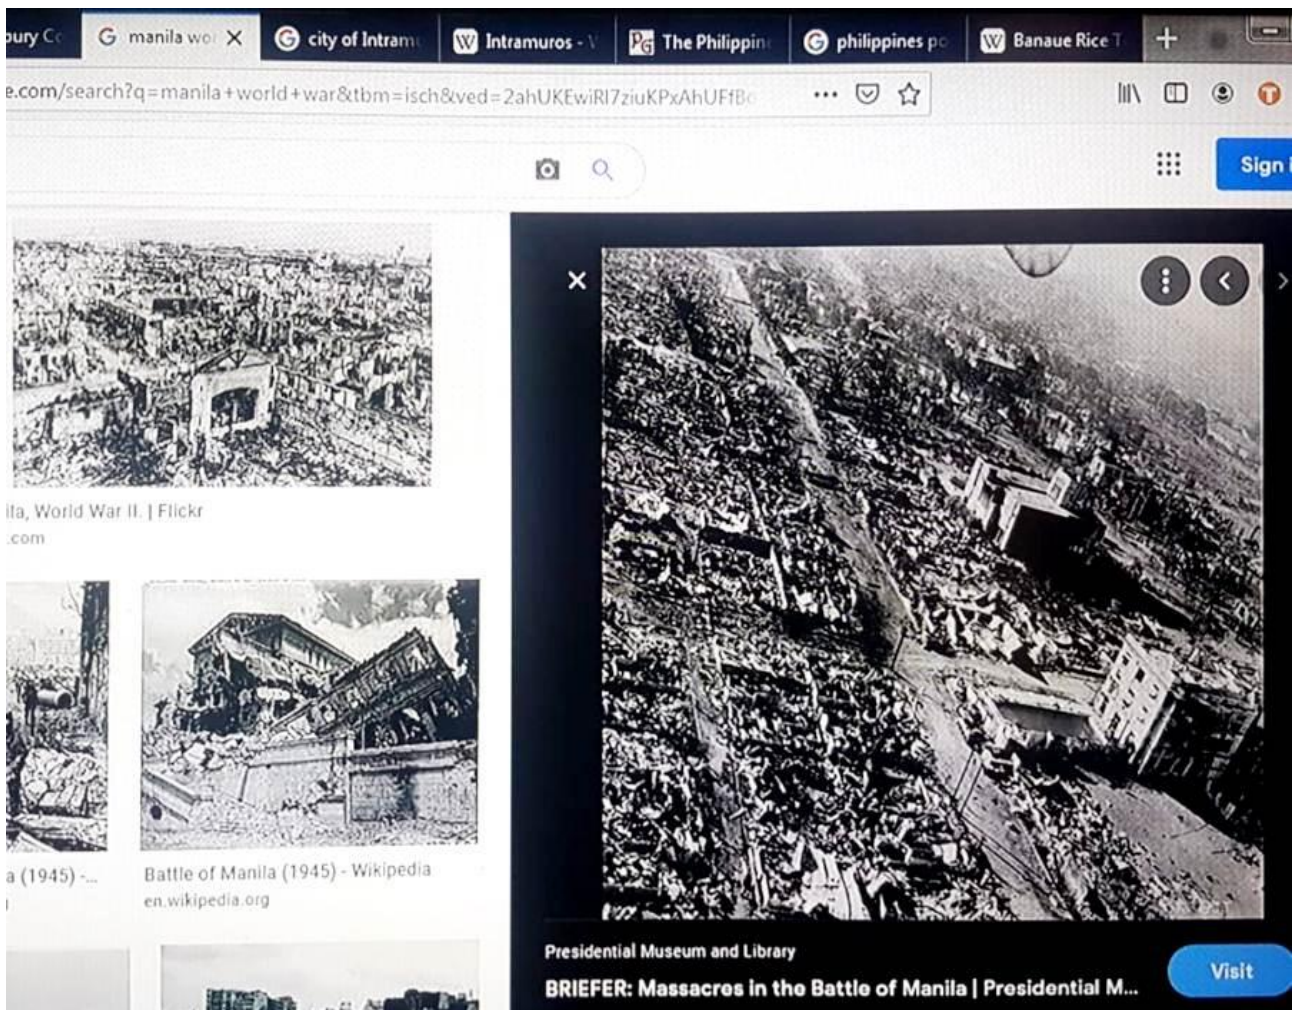 bury Co
manila wo
city of Intram
Intramuros - W
The Philippin
philippines po
Banaue Rice T
e.com/search?q=manila+world+war&tbm=isch&ved=
Sign i
ila, World War II. | Flickr
.com
a (1945) -...
Battle of Manila (1945) - Wikipedia
en.wikipedia.org
Presidential Museum and Library
BRIEFER: Massacres in the Battle of Manila | Presidential M...
Visit